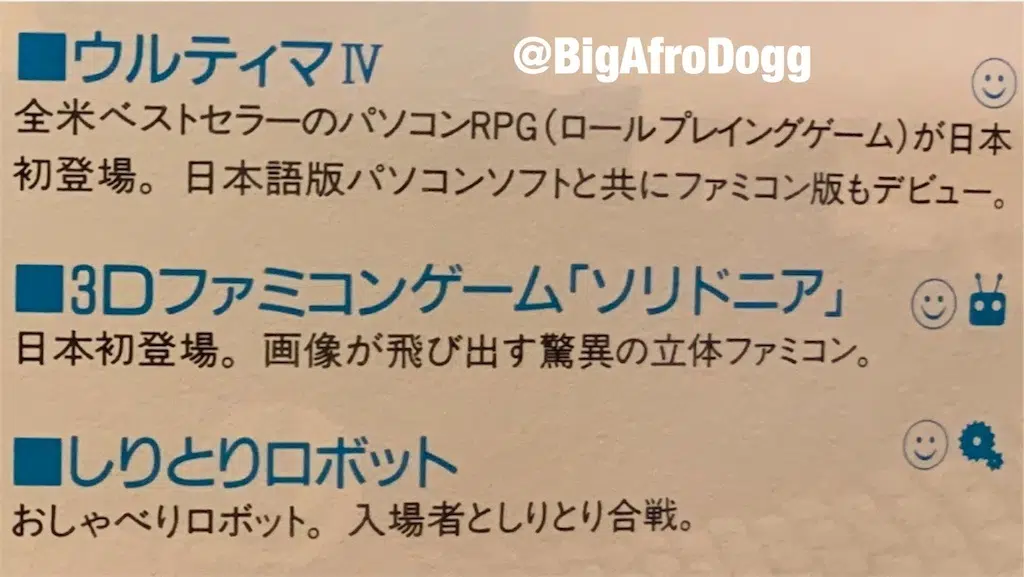 ■ウルティマⅣ
@BigAfroDogg
全米ベストセラーのパソコンRPG(ロールプレイングゲーム)が日本
初登場。日本語版パソコンソフトと共にファミコン版もデビュー。
■3Dファミコンゲーム「ソリドニア」
日本初登場。画像が飛び出す驚異の立体ファミコン。
■しりとりロボット
おしゃべりロボット。入場者としりとり合戦。